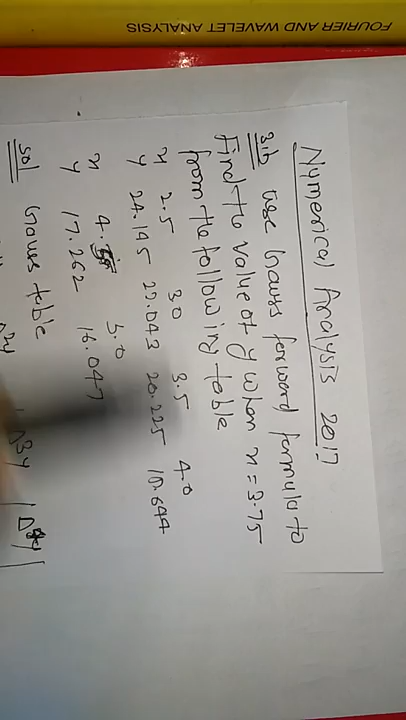 FOURIER AND WAVELET ANALYSIS
Numerical Analysis 2017
3b use Gauss forward formula to
Find the value of y when x = 3.75
from the following table
x 2.5 3.0 3.5 4.0
y 24.145 22.043 20.225 18.644
x 4. 5.0
y 17.262 16.047
Sol Gauss table
Δ3y Δ4y